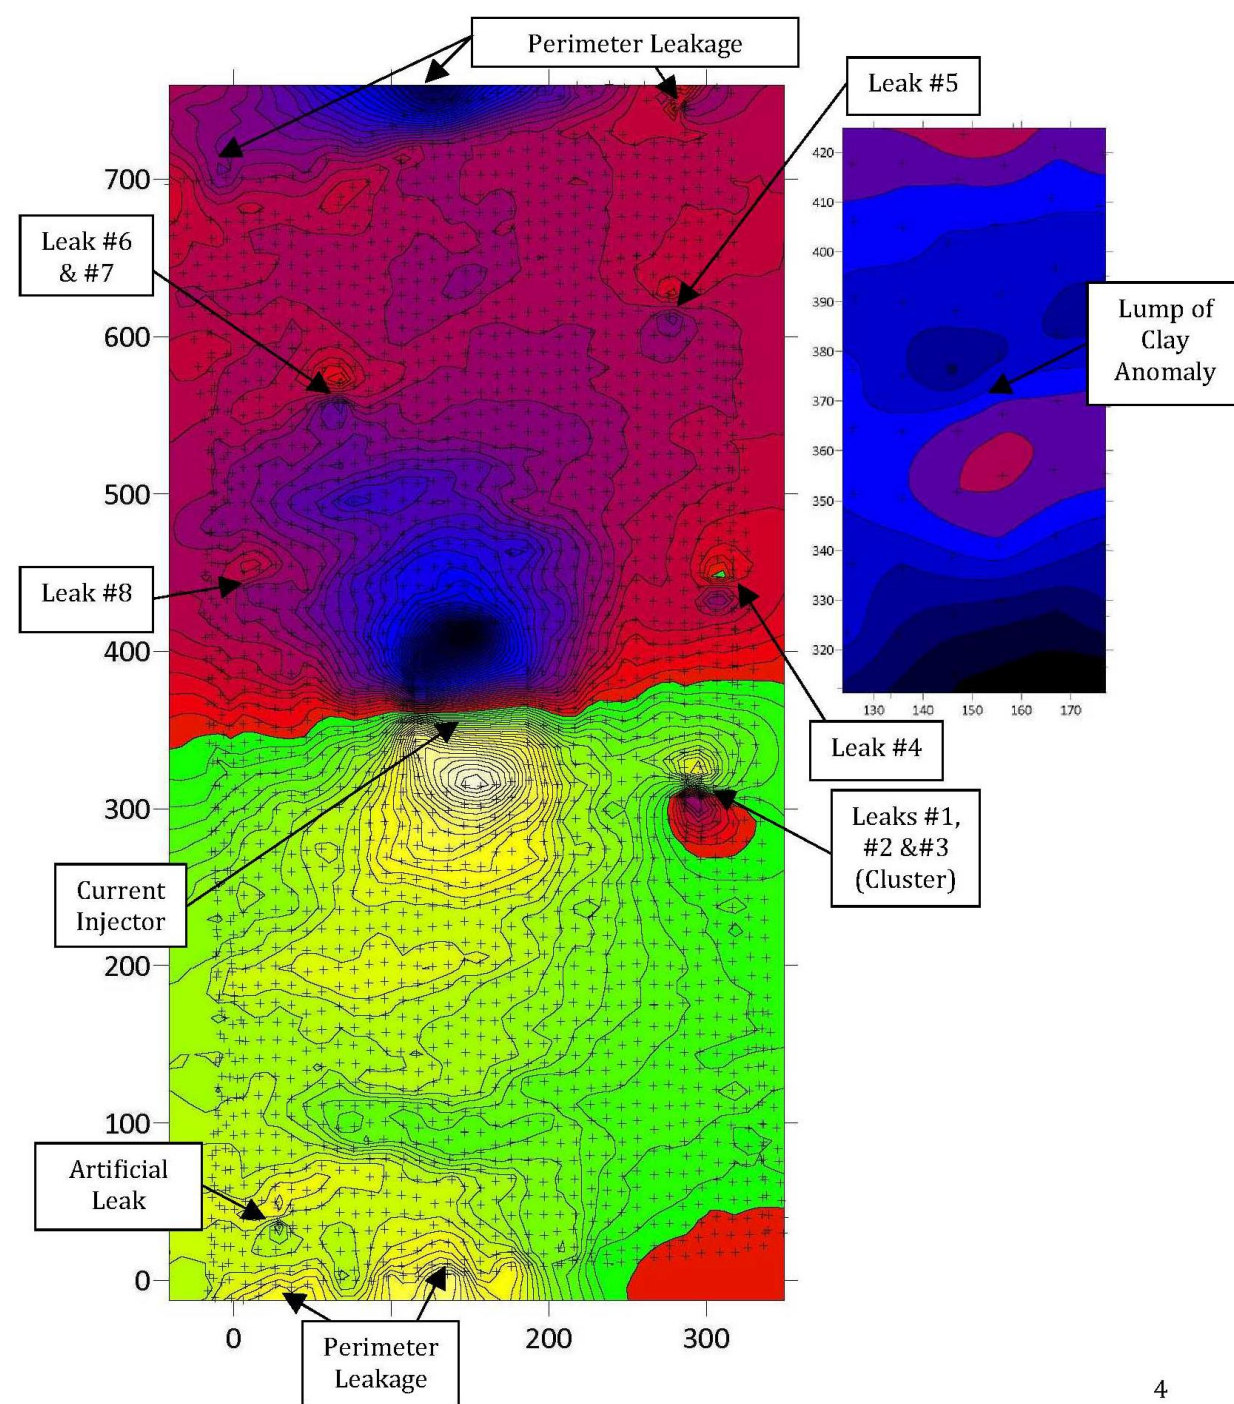 Perimeter Leakage
Leak #5
Leak #6
& #7
Lump of
Clay
Anomaly
Leak #8
Leak #4
Leaks #1,
#2 &#3
(Cluster)
Current
Injector
Artificial
Leak
Perimeter
Leakage
700
600
500
400
300
200
100
0
0
200
300
420
410
400
390
380
370
360
350
340
330
320
130
140
150
160
170
4